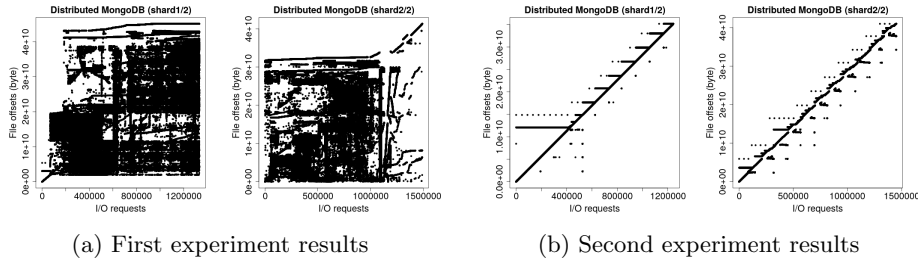 Distributed MongoDB (shard1/2)
File offsets (byte)
0e+00 1e+10 2e+10 3e+10 4e+10
0 400000 800000 1200000
I/O requests
Distributed MongoDB (shard2/2)
File offsets (byte)
0e+00 1e+10 2e+10 3e+10 4e+10
0 500000 1000000 1500000
I/O requests
(a) First experiment results
Distributed MongoDB (shard1/2)
File offsets (byte)
0.0e+00 1.0e+10 2.0e+10 3.0e+10
0 400000 800000 1200000
I/O requests
Distributed MongoDB (shard2/2)
File offsets (byte)
0e+00 1e+10 2e+10 3e+10 4e+10
0 500000 1000000 1500000
I/O requests
(b) Second experiment results